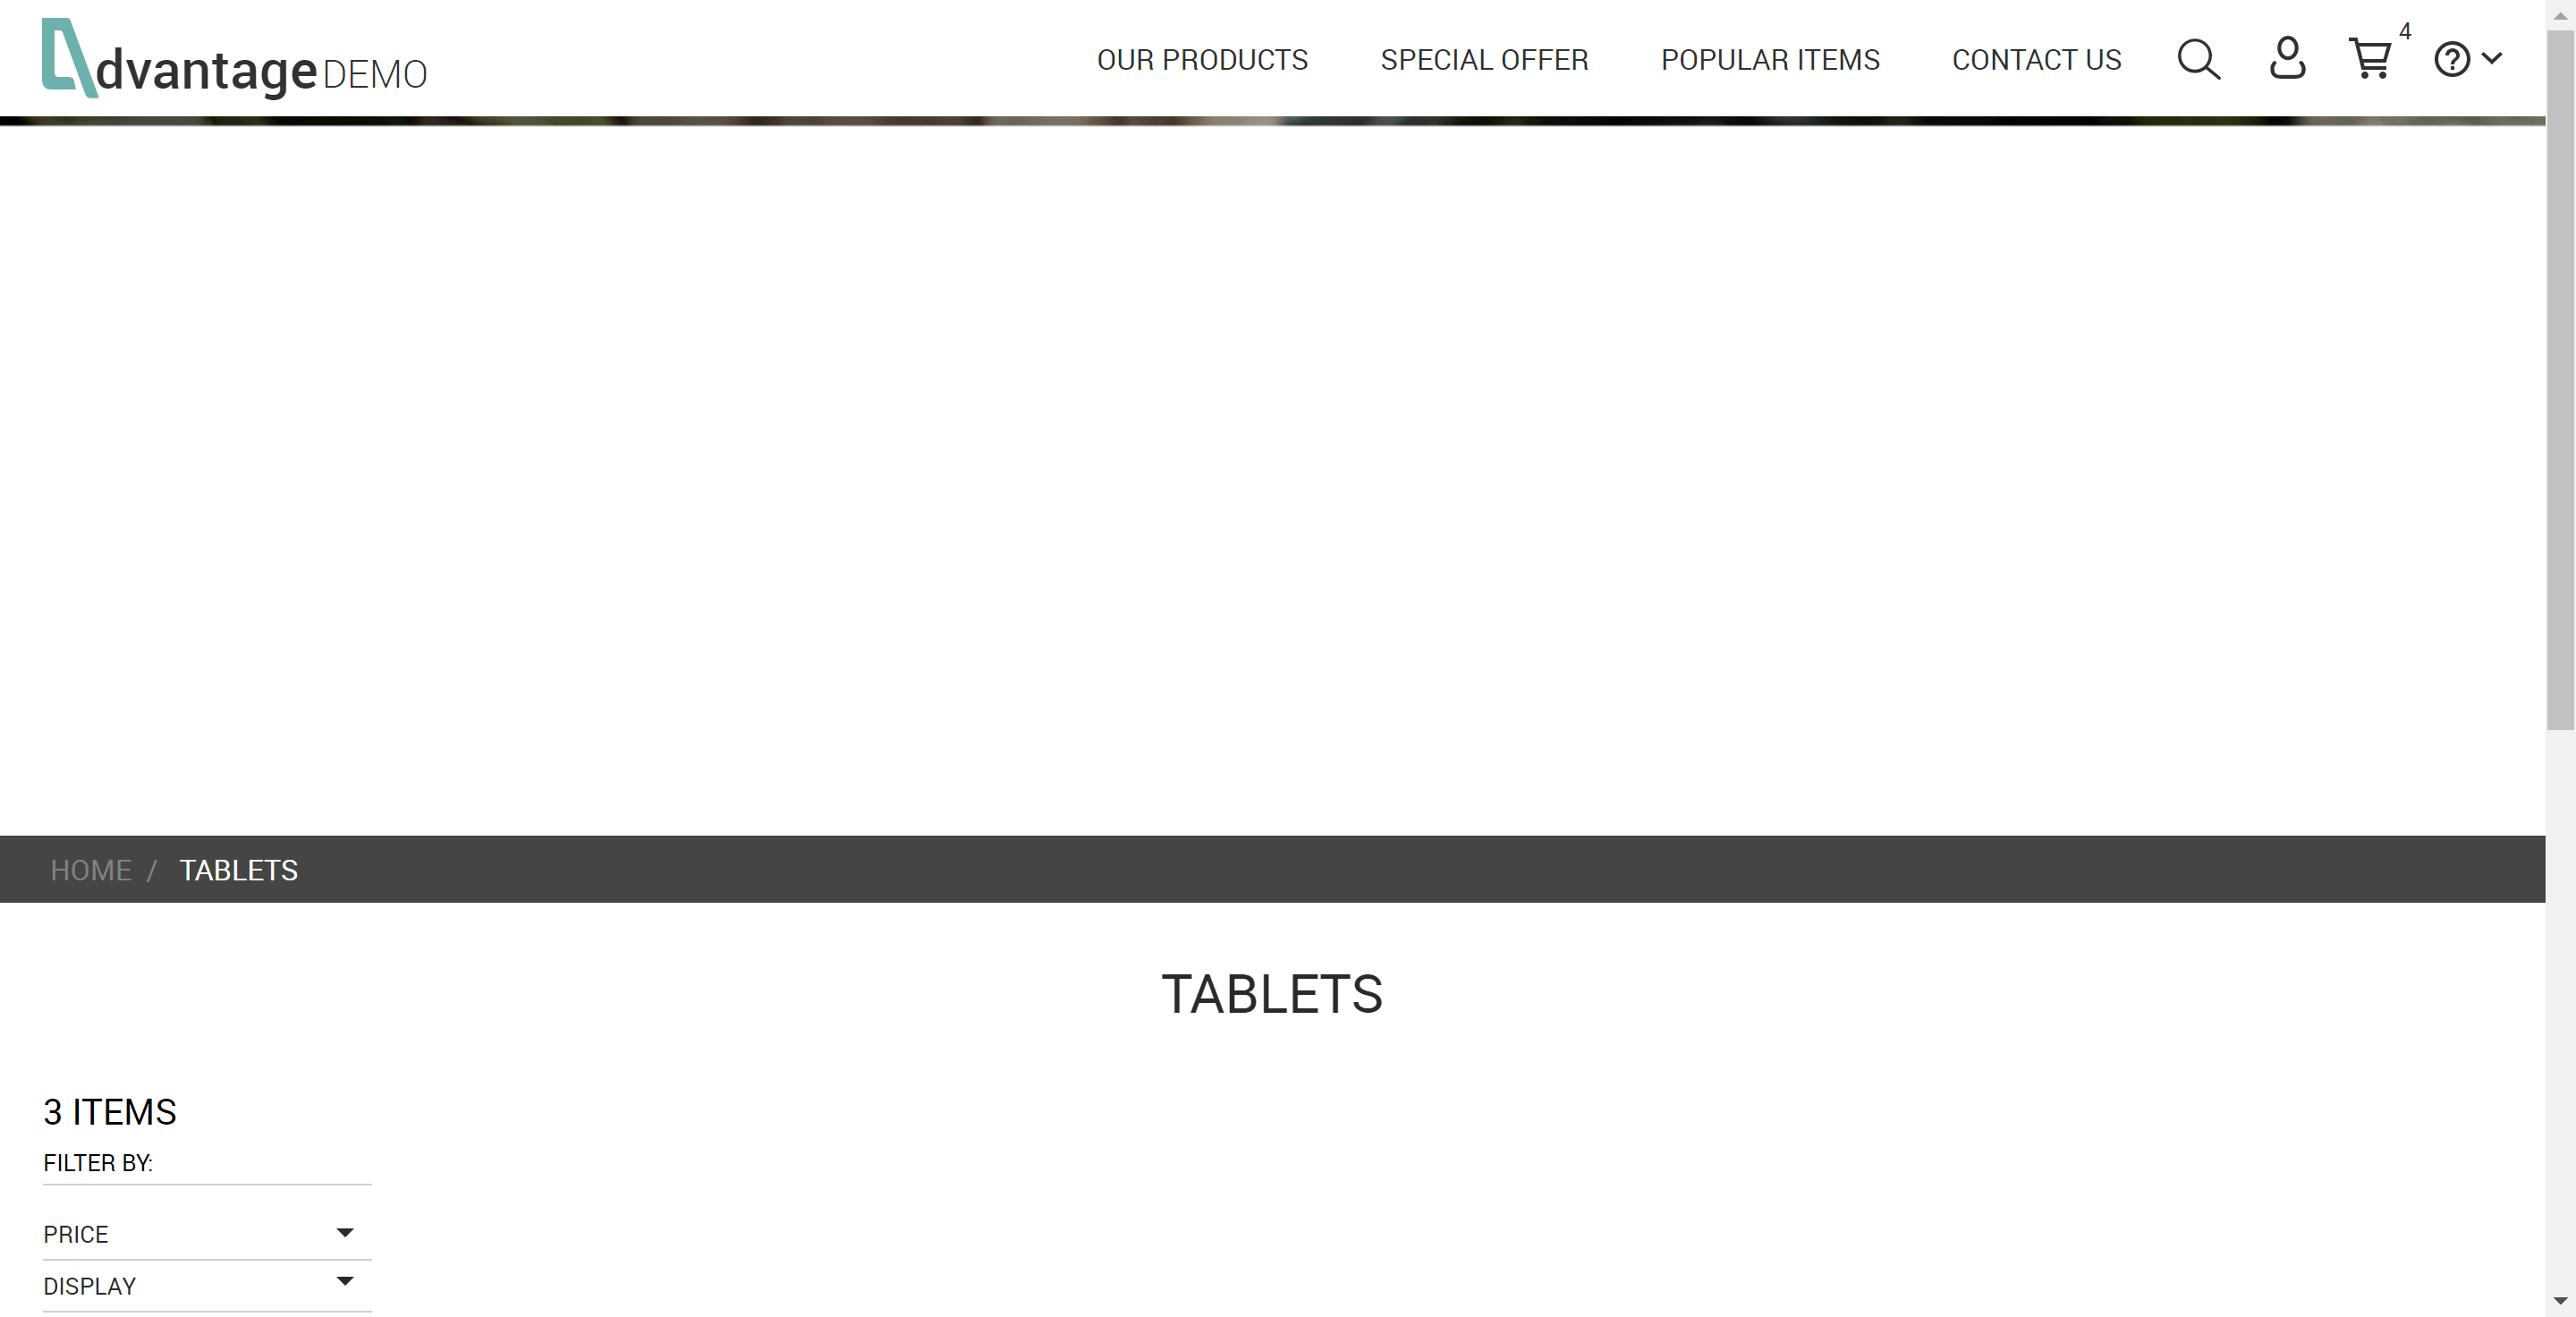 dvantage DEMO
OUR PRODUCTS
SPECIAL OFFER
POPULAR ITEMS
CONTACT US
4
HOME / TABLETS
TABLETS
3 ITEMS
FILTER BY:
PRICE
DISPLAY